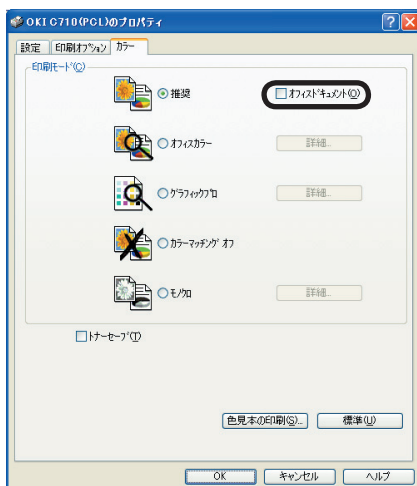 OKI C710(PCL)のプロパティ
設定 印刷オプション カラー
印刷モード(C)
推奨 オフィスドキュメント(O)
オフィスカラー 詳細...
グラフィックプロ 詳細...
カラーマッチング オフ
モノクロ 詳細...
トナーセーブ(T)
色見本の印刷(S)... 標準(U)
OK キャンセル ヘルプ